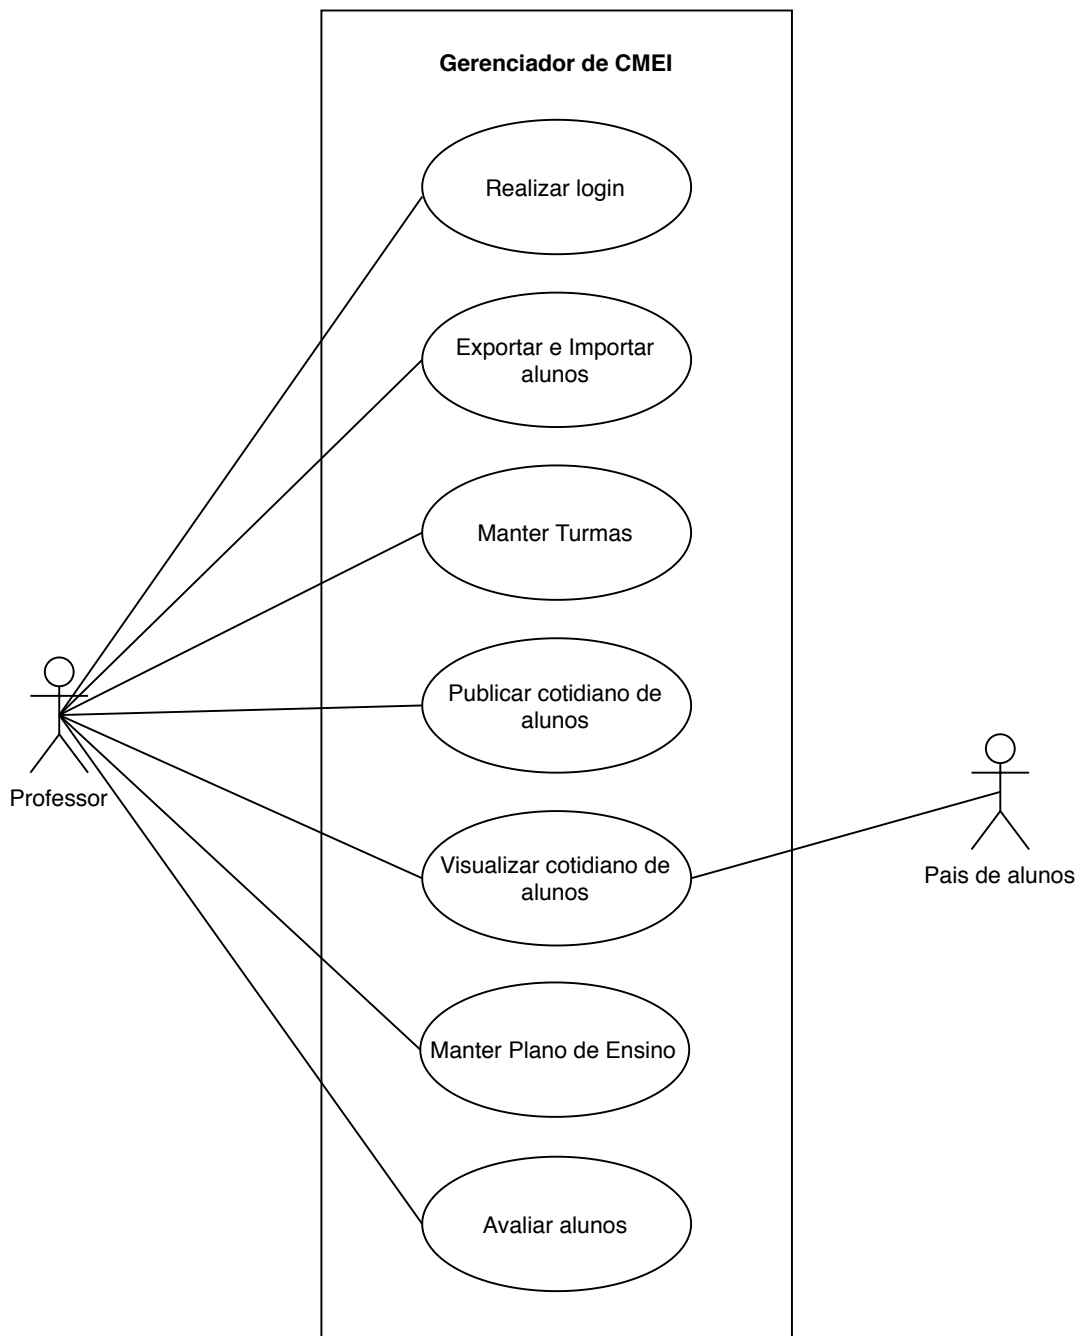 Gerenciador de CMEI
Realizar login
Exportar e Importar
alunos
Manter Turmas
Publicar cotidiano de
alunos
Professor
Visualizar cotidiano de
alunos
Pais de alunos
Manter Plano de Ensino
Avaliar alunos